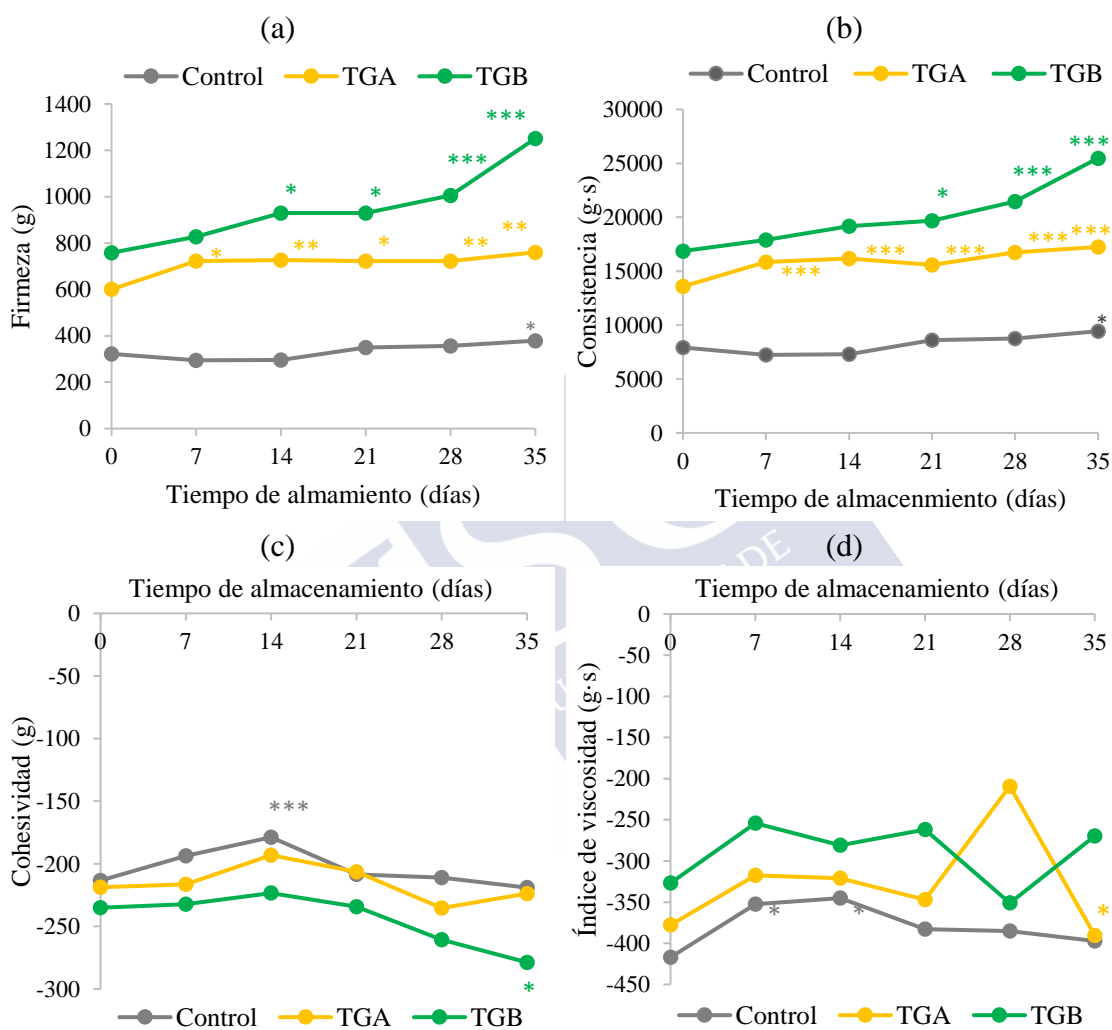 (a)
Control TGA TGB
1400
1200
1000
800
600
400
200
0
Firmeza (g)
***
***
*
*
*
**
*
**
**
*
0 7 14 21 28 35
Tiempo de almamiento (días)
(b)
Control TGA TGB
30000
25000
20000
15000
10000
5000
0
Consistencia (g·s)
***
***
*
***
***
***
***
***
*
0 7 14 21 28 35
Tiempo de almacenmiento (días)
(c)
Tiempo de almacenamiento (días)
0
-50
-100
-150
-200
-250
-300
0 7 14 21 28 35
Cohesividad (g)
***
*
Control TGA TGB
(d)
Tiempo de almacenamiento (días)
0
-50
-100
-150
-200
-250
-300
-350
-400
-450
0 7 14 21 28 35
Índice de viscosidad (g·s)
*
*
*
Control TGA TGB
DE